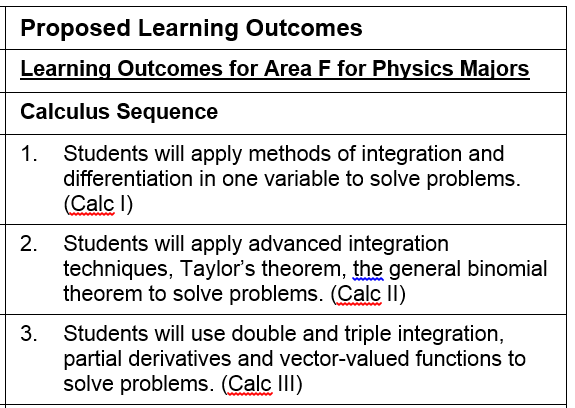 Proposed Learning Outcomes
Learning Outcomes for Area F for Physics Majors
Calculus Sequence
1. Students will apply methods of integration and
differentiation in one variable to solve problems.
(Calc I)
2. Students will apply advanced integration
techniques, Taylor’s theorem, the general binomial
theorem to solve problems. (Calc II)
3. Students will use double and triple integration,
partial derivatives and vector-valued functions to
solve problems. (Calc III)